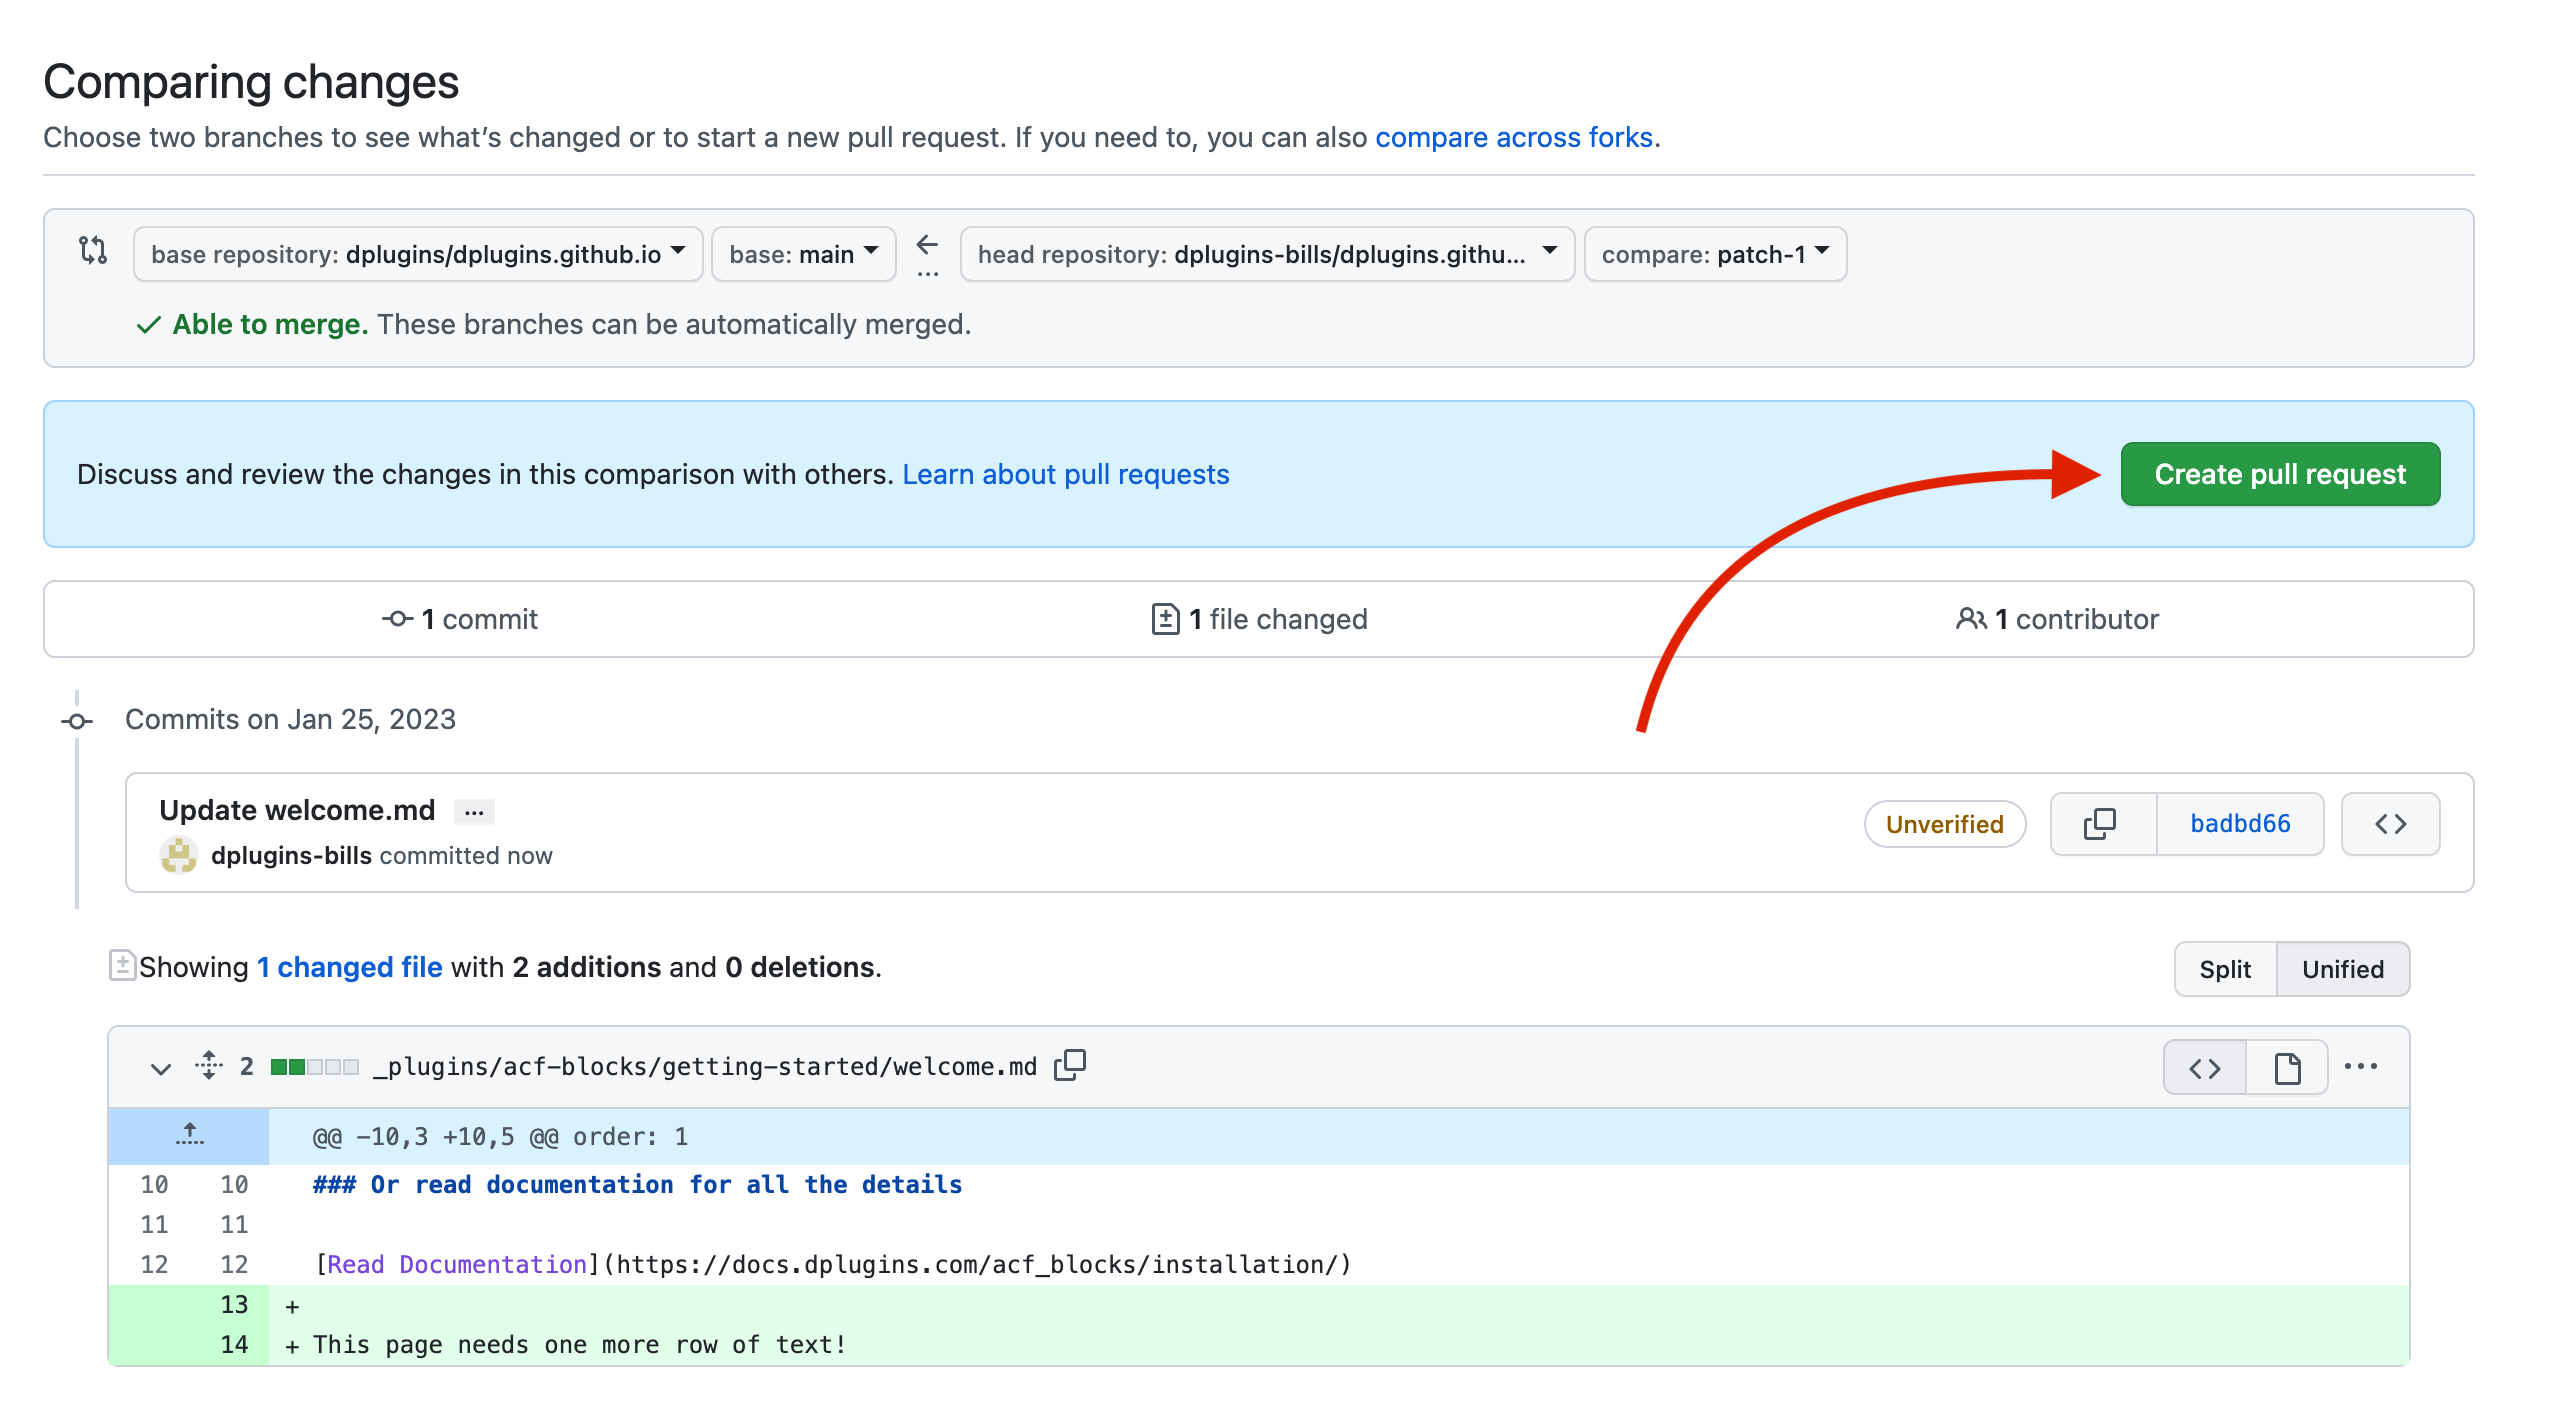 Comparing changes
Choose two branches to see what’s changed or to start a new pull request. If you need to, you can also compare across forks.
base repository: dplugins/dplugins.github.io base: main ← ... head repository: dplugins-bills/dplugins.githu... compare: patch-1
✓ Able to merge. These branches can be automatically merged.
Discuss and review the changes in this comparison with others. Learn about pull requests Create pull request
1 commit 1 file changed 1 contributor
Commits on Jan 25, 2023
Update welcome.md ... Unverified badbd66 <>
dplugins-bills committed now
Showing 1 changed file with 2 additions and 0 deletions. Split Unified
2 _plugins/acf-blocks/getting-started/welcome.md <> ...
@@ -10,3 +10,5 @@ order: 1
10 10 ### Or read documentation for all the details
11 11
12 12 [Read Documentation](https://docs.dplugins.com/acf_blocks/installation/)
13 +
14 + This page needs one more row of text!